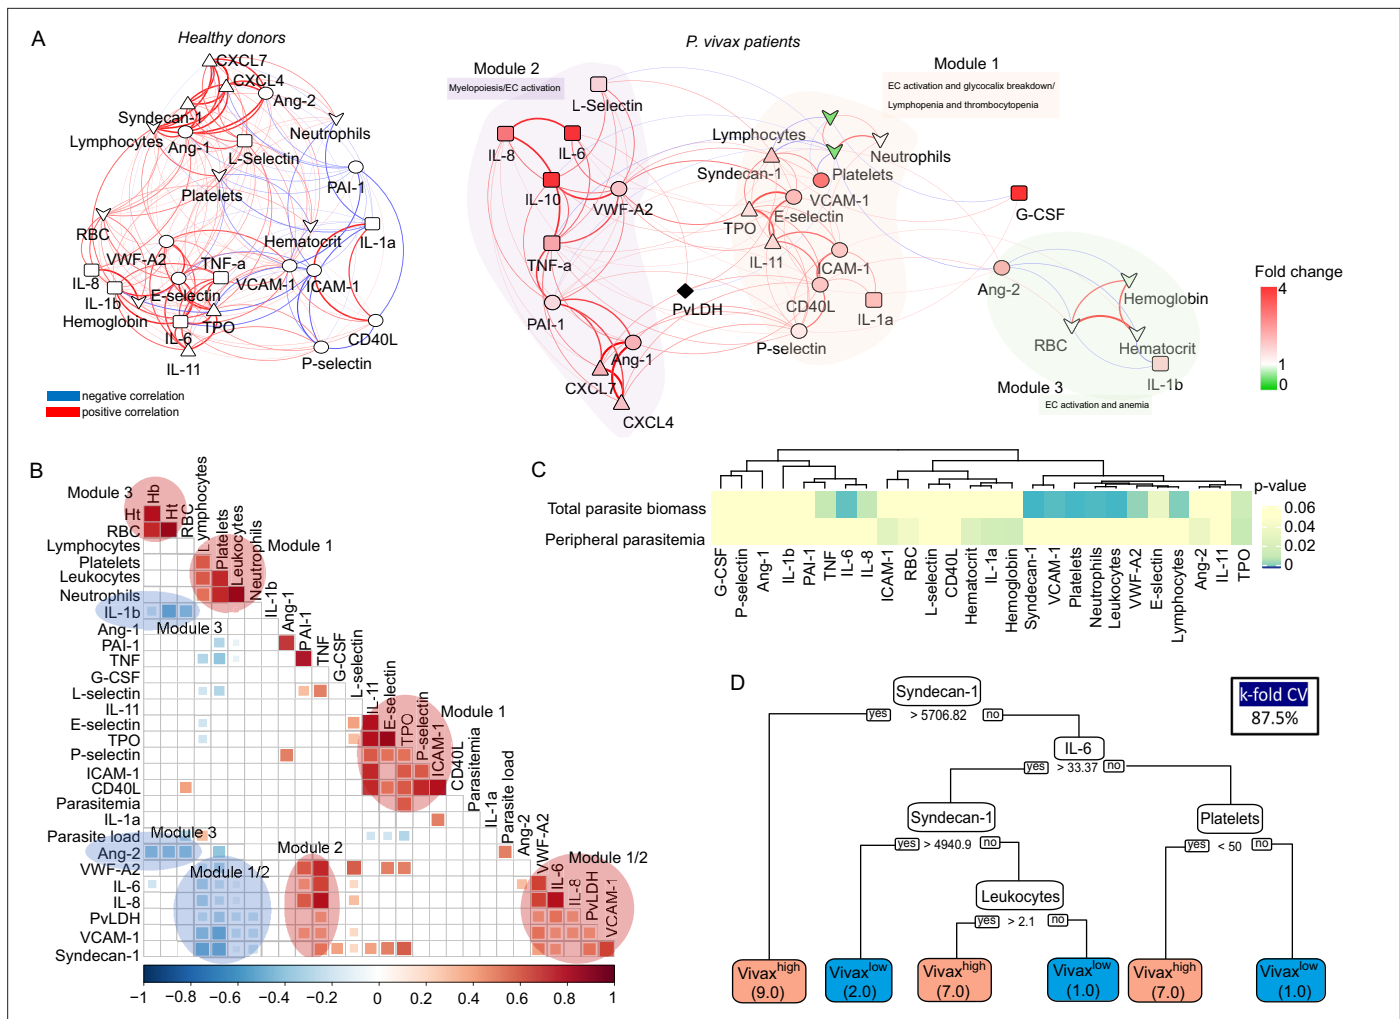 A
Healthy donors
CXCL7
CXCL4
Ang-2
Syndecan-1
Neutrophils
Lymphocytes
Ang-1
L-Selectin
PAI-1
Platelets
RBC
Hematocrit
IL-1a
VWF-A2
TNF-a
IL-8
VCAM-1
ICAM-1
IL-1b
E-selectin
Hemoglobin
TPO
IL-6
CD40L
IL-11
P-selectin
negative correlation
positive correlation
P. vivax patients
Module 2
Myelopoiesis/EC activation
Module 1
EC activation and glycocalix breakdown/
Lymphopenia and thrombocytopenia
L-Selectin
IL-8
IL-6
Lymphocytes
Neutrophils
Syndecan-1
Platelets
IL-10
VWF-A2
VCAM-1
E-selectin
TPO
G-CSF
TNF-a
IL-11
ICAM-1
PvLDH
CD40L
IL-1a
PAI-1
P-selectin
Ang-1
CXCL7
CXCL4
Ang-2
Hemoglobin
RBC
Hematocrit
IL-1b
Module 3
EC activation and anemia
Fold change
4
1
0
B
Module 3
Hb
Ht
RBC
Lymphocytes
Platelets
Leukocytes
Neutrophils
IL-1b
Ang-1
PAI-1
TNF
G-CSF
L-selectin
IL-11
E-selectin
TPO
P-selectin
ICAM-1
CD40L
Parasitemia
IL-1a
Parasite load
Ang-2
VWF-A2
IL-6
IL-8
PvLDH
VCAM-1
Ht
RBC
Lymphocytes
Platelets
Leukocytes
Neutrophils
IL-1b
Ang-1
PAI-1
TNF
G-CSF
L-selectin
IL-11
E-selectin
TPO
P-selectin
ICAM-1
CD40L
Parasitemia
IL-1a
Parasite load
Ang-2
VWF-A2
IL-6
IL-8
PvLDH
VCAM-1
Syndecan-1
Module 1
Module 3
Module 1
Module 3
Module 1/2
Module 2
Module 1/2
−1 −0.8 −0.6 −0.4 −0.2 0 0.2 0.4 0.6 0.8 1
C
Total parasite biomass
Peripheral parasitemia
G-CSF
P-selectin
Ang-1
IL-1b
PAI-1
TNF
IL-6
IL-8
ICAM-1
RBC
L-selectin
CD40L
Hematocrit
IL-1a
Hemoglobin
Syndecan-1
VCAM-1
Platelets
Neutrophils
Leukocytes
VWF-A2
E-slectin
Lymphocytes
Ang-2
IL-11
TPO
p-value
0.06
0.04
0.02
0
D
Syndecan-1
yes > 5706.82 no
k-fold CV
87.5%
IL-6
yes > 33.37 no
Syndecan-1
yes > 4940.9 no
Platelets
yes < 50 no
Leukocytes
yes > 2.1 no
Vivaxhigh
(9.0)
Vivaxlow
(2.0)
Vivaxhigh
(7.0)
Vivaxlow
(1.0)
Vivaxhigh
(7.0)
Vivaxlow
(1.0)